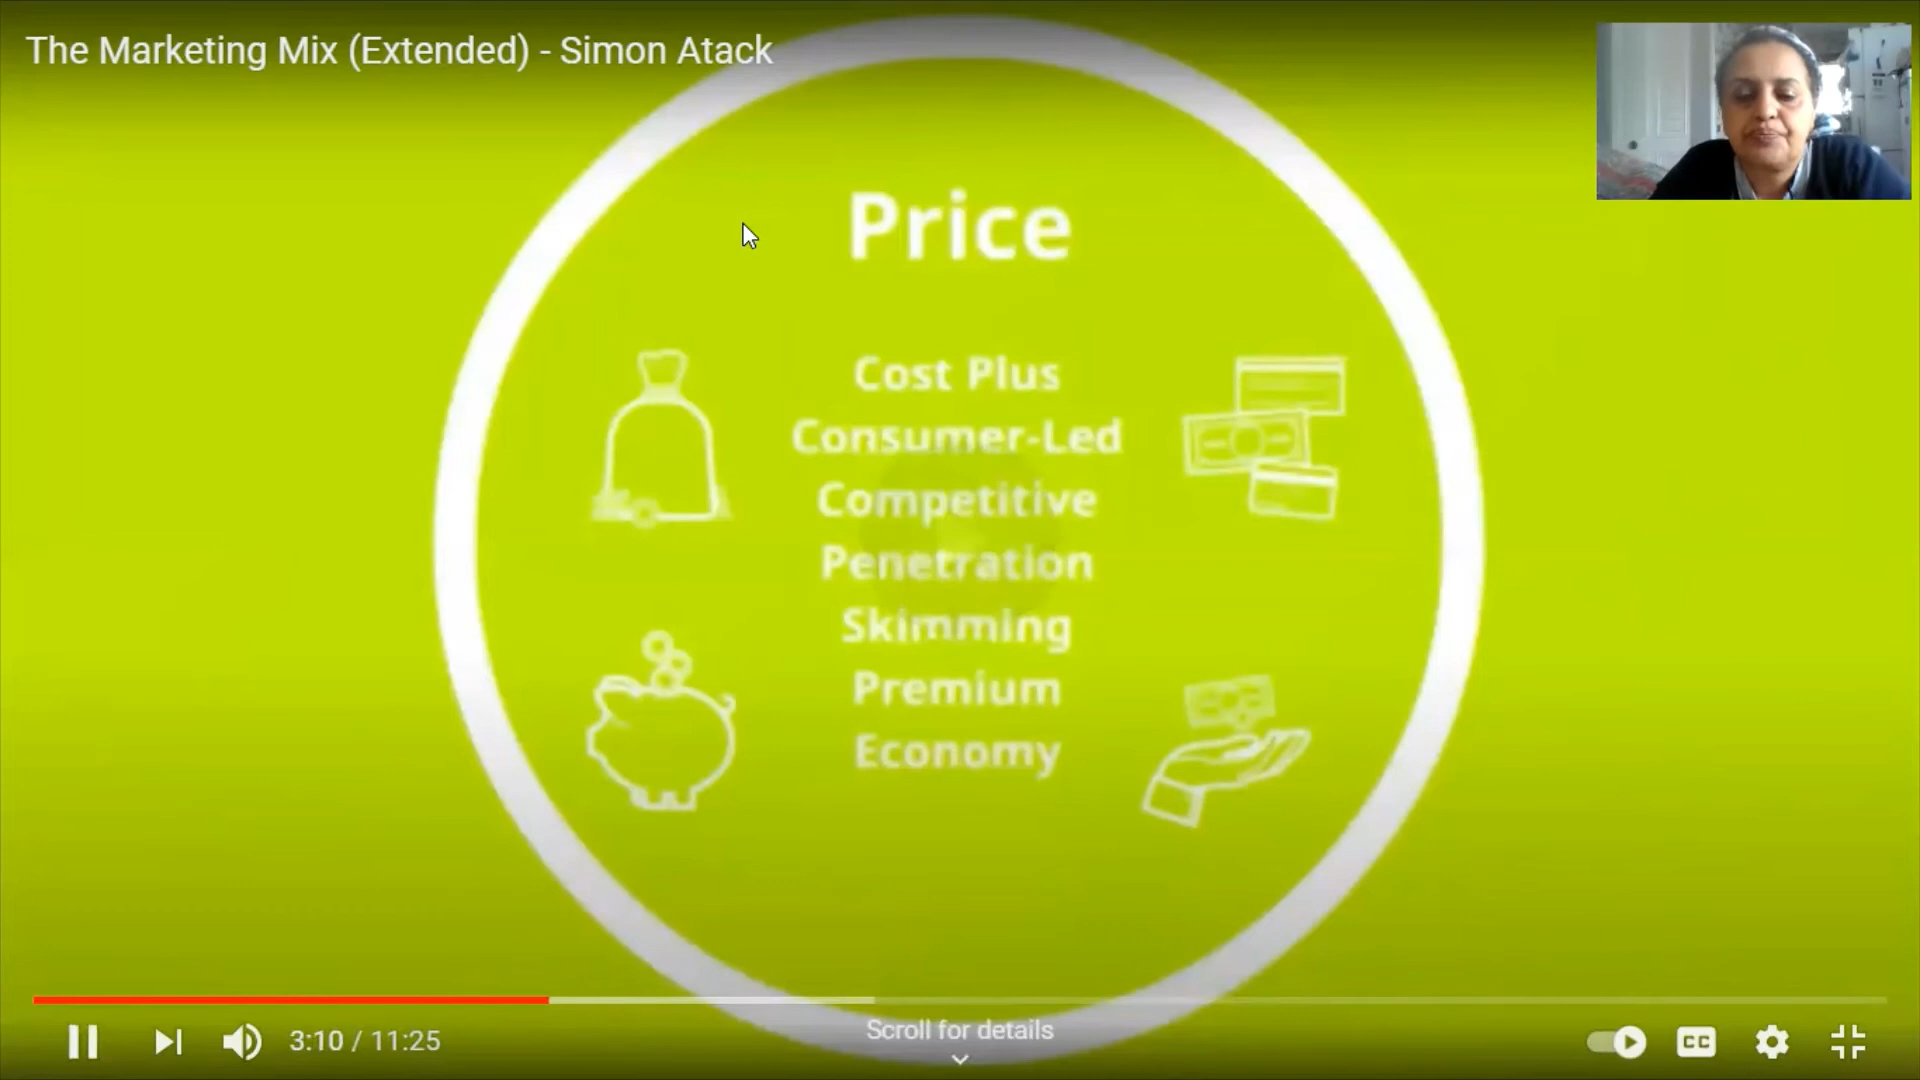 The Marketing Mix (Extended) - Simon Atack
Price
Cost Plus
Consumer-Led
Competitive
Penetration
Skimming
Premium
Economy
3:10 / 11:25
Scroll for details
CC